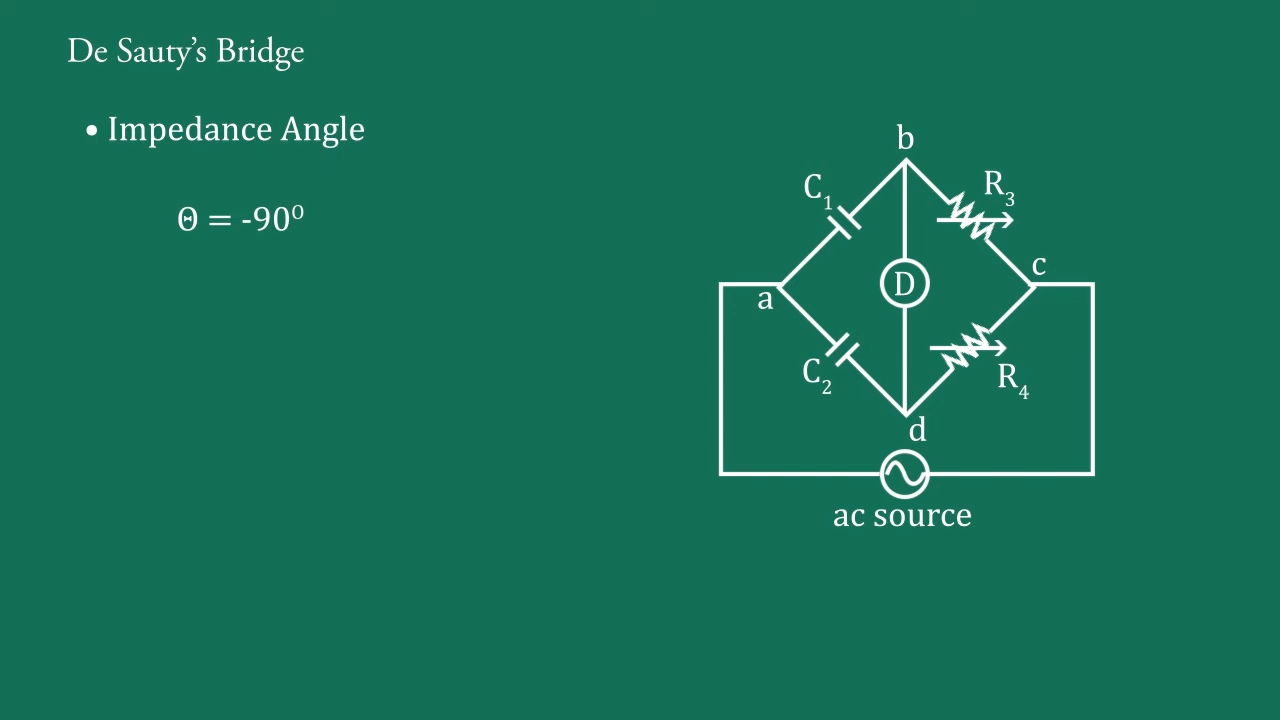 De Sauty’s Bridge
• Impedance Angle
Θ = -90⁰
b
C₁
R₃
c
a
D
C₂
R₄
d
ac source